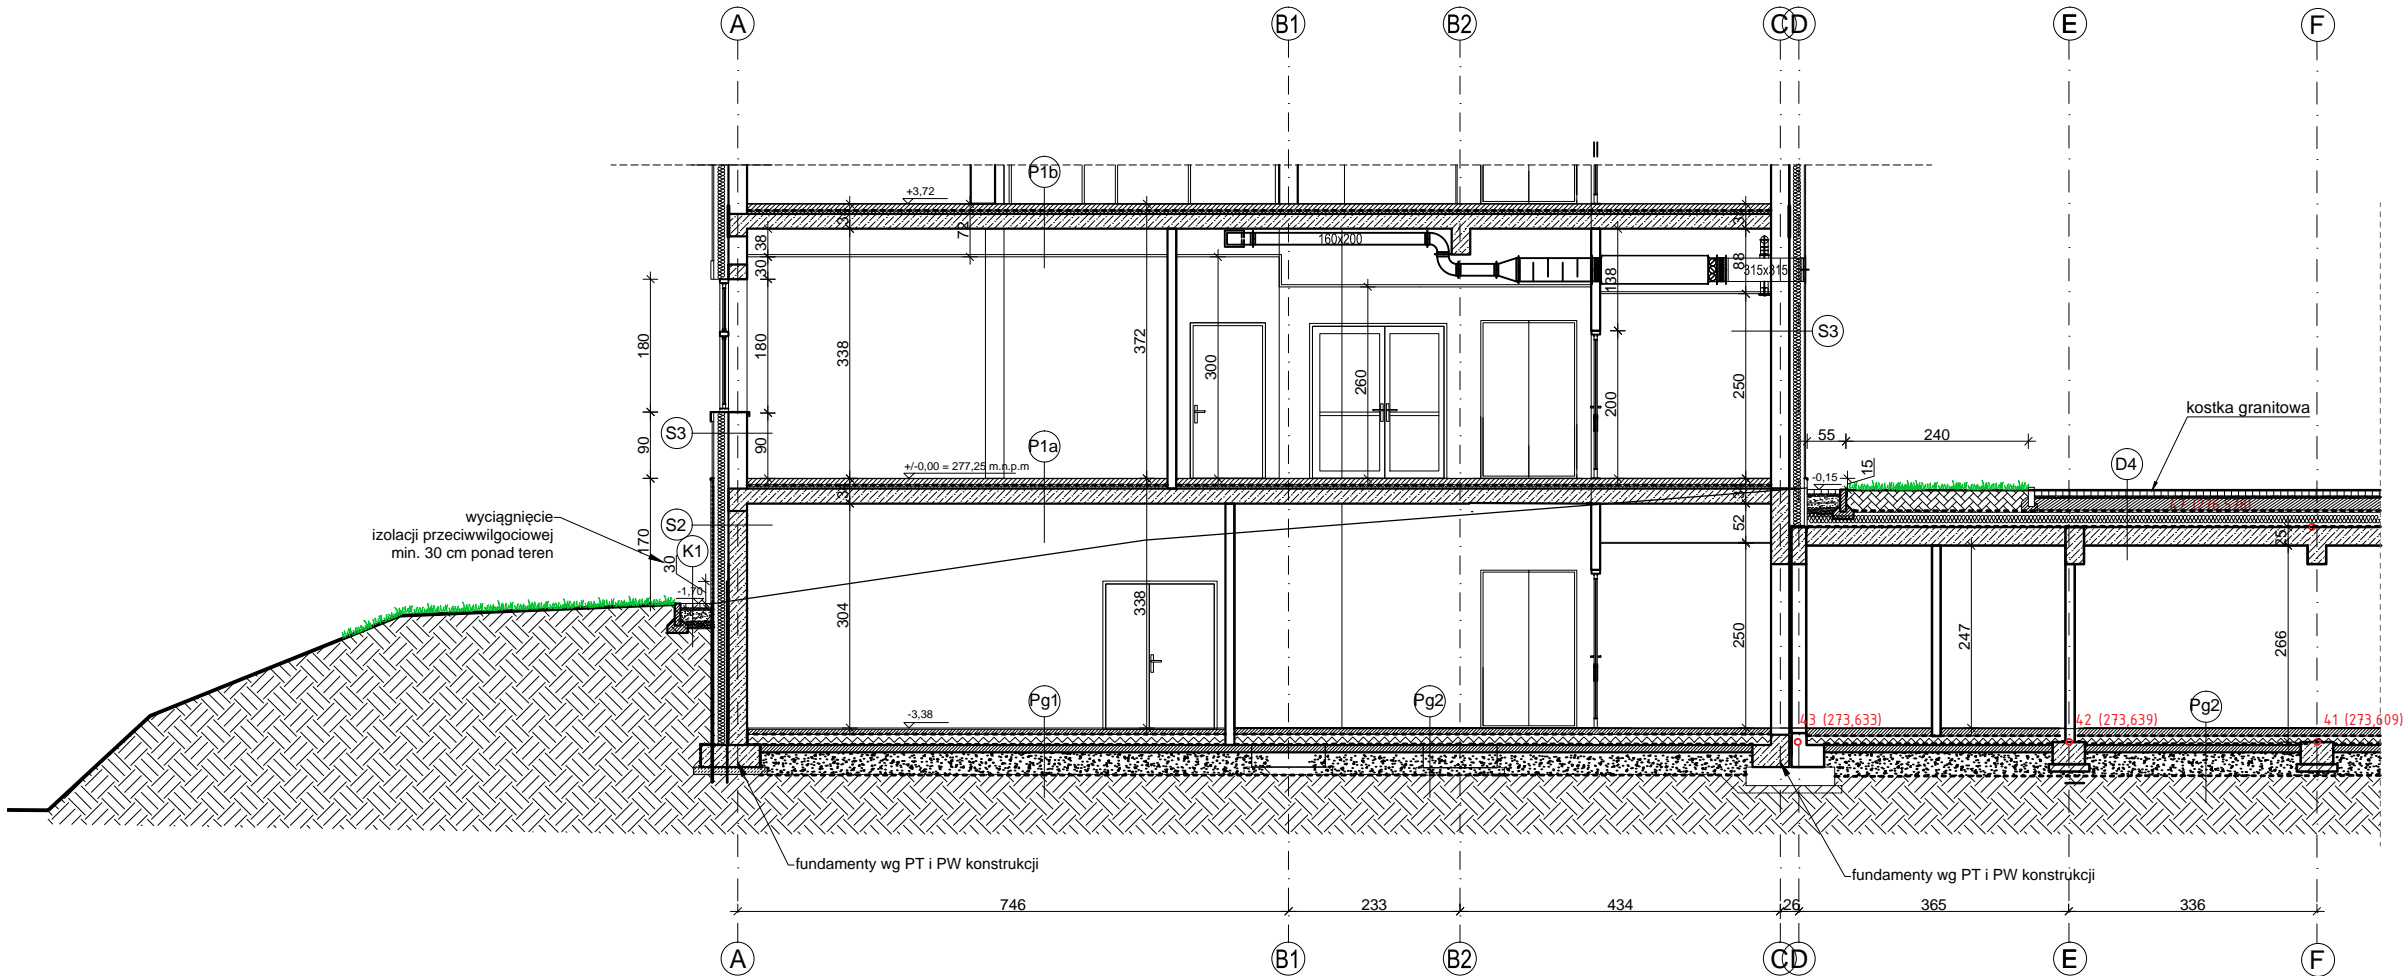 A
B1
B2
C
D
E
F
P1b
+3,72
72
38
30
160x200
315x315
88
138
180
180
338
372
300
260
200
250
S3
S3
90
90
P1a
+/-0,00 = 277,25 m.n.p.m
55
240
kostka granitowa
D4
-0,15
15
wyciągnięcie
izolacji przeciwwilgociowej
min. 30 cm ponad teren
S2
K1
170
30
-1,70
52
25
304
338
250
247
266
Pg1
-3,38
Pg2
43 (273,633)
42 (273,639)
Pg2
41 (273,609)
fundamenty wg PT i PW konstrukcji
fundamenty wg PT i PW konstrukcji
746
233
434
26
365
336
A
B1
B2
C
D
E
F